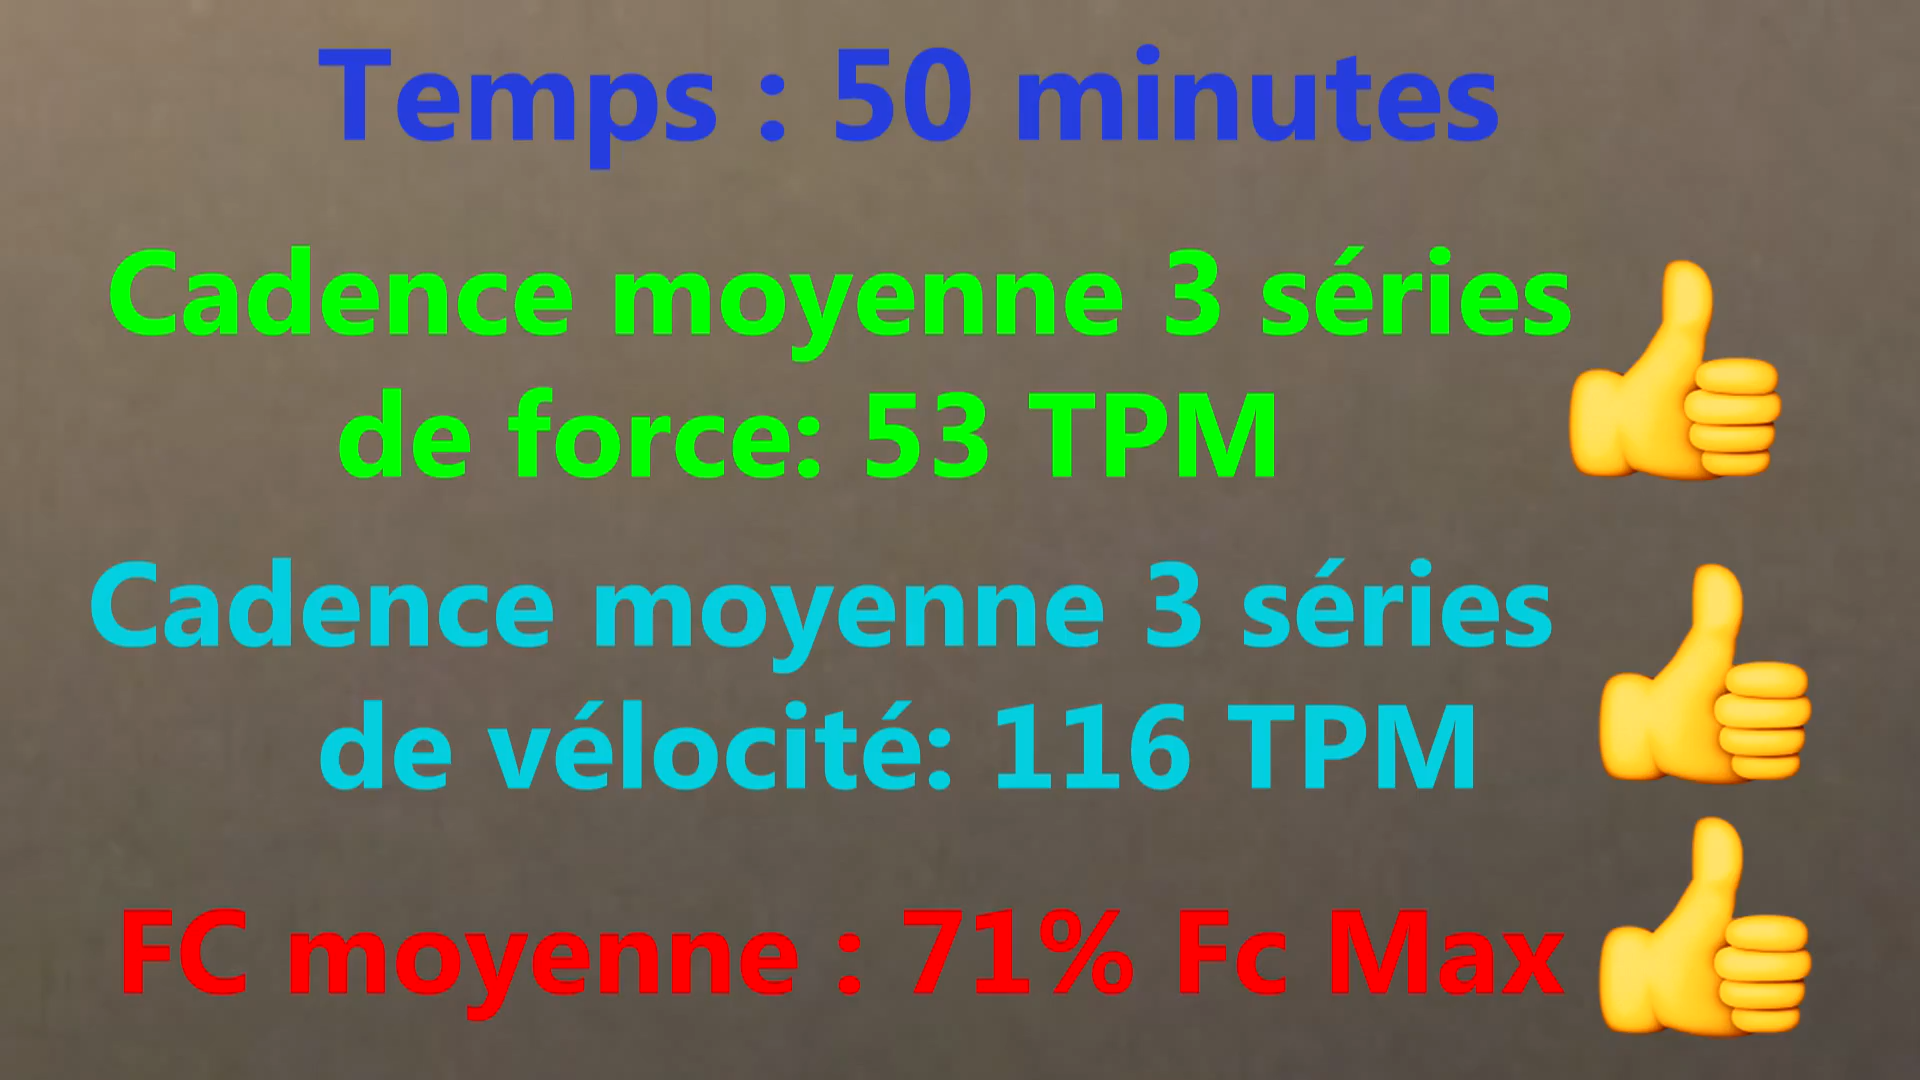 Temps : 50 minutes
Cadence moyenne 3 séries
de force: 53 TPM
Cadence moyenne 3 séries
de vélocité: 116 TPM
FC moyenne : 71% Fc Max